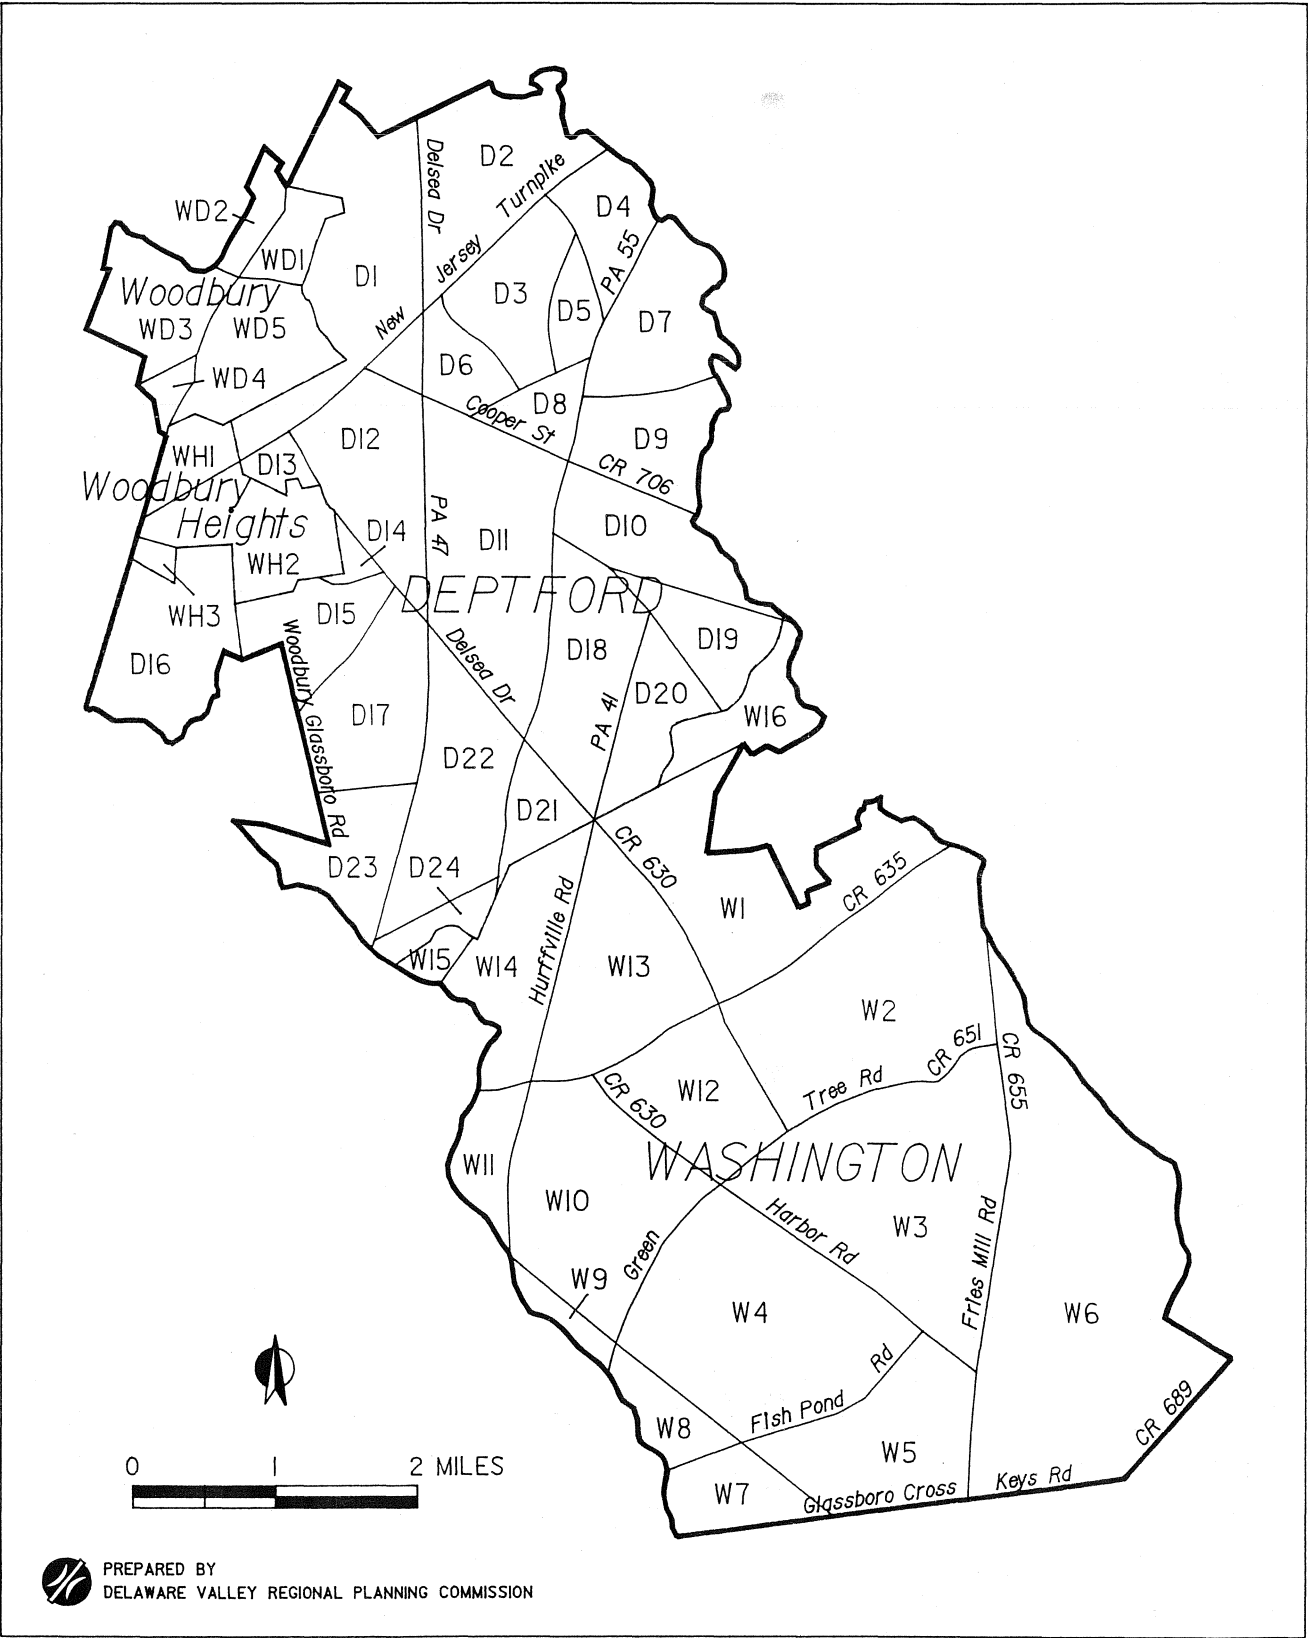 D2
Delsea Dr
New Jersey Turnpike
D4
WD2
PA 55
WD1
D1
Woodbury
D3
D5
D7
WD3
WD5
D6
WD4
D8
Cooper St
D12
D9
WH1
D13
CR 706
Woodbury
Heights
PA 47
D14
D11
D10
WH2
DEPTFORD
WH3
D15
D16
Woodbury Glassboro Rd
Delsea Dr
D18
D19
D20
PA 41
D17
W16
D22
D21
CR 630
D23
D24
CR 635
Hurffville Rd
W1
W15
W14
W13
W2
CR 651
CR 655
Tree Rd
W12
CR 630
W11
WASHINGTON
W10
Harbor Rd
W3
Fries Mill Rd
Green
W9
W4
W6
Rd
Fish Pond
CR 689
W8
W5
Keys Rd
W7
Glassboro Cross
0 1 2 MILES
PREPARED BY
DELAWARE VALLEY REGIONAL PLANNING COMMISSION